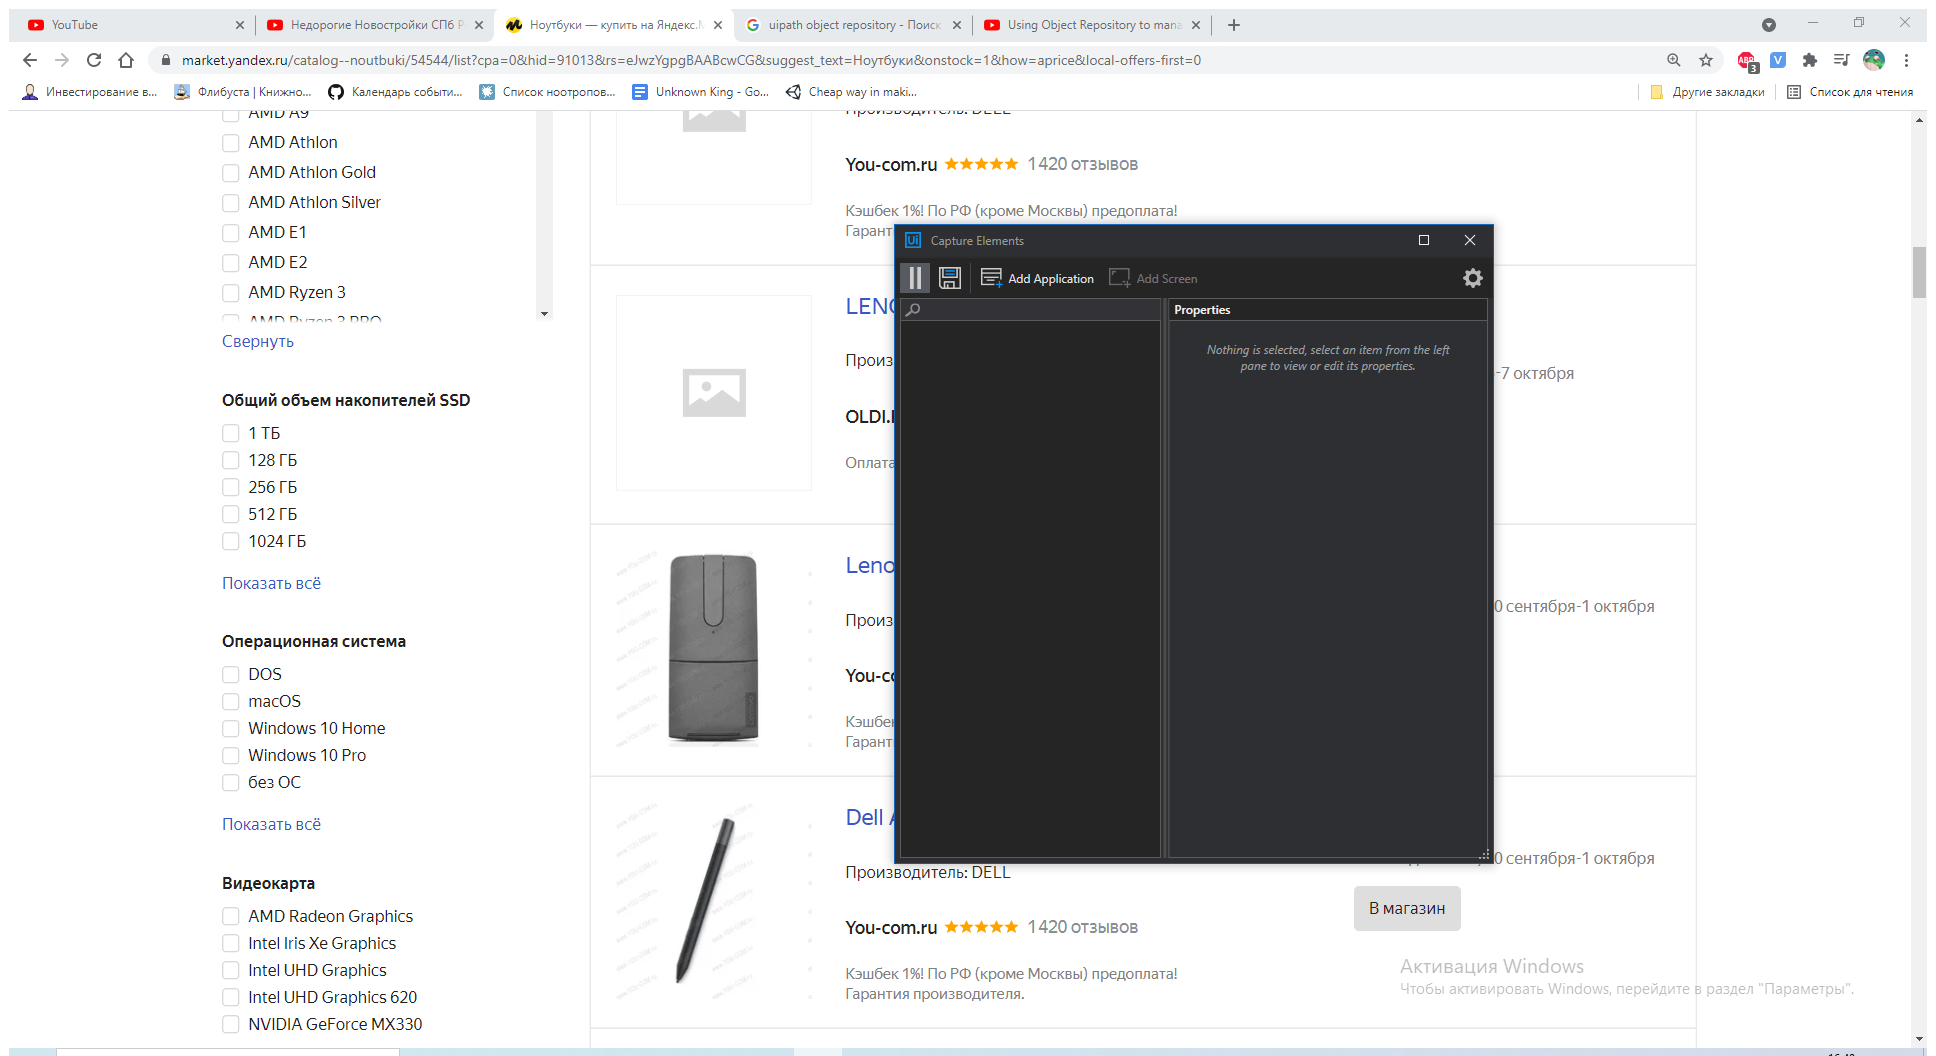 YouTube
Недорогие Новостройки СПб Р
Ноутбуки — купить на Яндекс.М
uipath object repository - Поиск
Using Object Repository to mana
market.yandex.ru/catalog--noutbuki/54544/list?cpa=0&hid=91013&rs=eJwzYgpgBAABcwCG&suggest_text=Ноутбуки&onstock=1&how=aprice&local-offers-first=0
ABP
3
V
Инвестирование в...
Флибуста | Книжно...
Календарь событи...
Список ноотропов...
Unknown King - Go...
Cheap way in maki...
Другие закладки
Список для чтения
AMD A9
AMD Athlon
AMD Athlon Gold
AMD Athlon Silver
AMD E1
AMD E2
AMD Ryzen 3
AMD Ryzen 3 PRO
Свернуть
Общий объем накопителей SSD
1 ТБ
128 ГБ
256 ГБ
512 ГБ
1024 ГБ
Показать всё
Операционная система
DOS
macOS
Windows 10 Home
Windows 10 Pro
без ОС
Показать всё
Видеокарта
AMD Radeon Graphics
Intel Iris Xe Graphics
Intel UHD Graphics
Intel UHD Graphics 620
NVIDIA GeForce MX330
Производитель: DELL
You-com.ru 1 420 отзывов
Кэшбек 1%! По РФ (кроме Москвы) предоплата!
Гарант
LENO
Произ
-7 октября
OLDI.
Оплата
Leno
0 сентября-1 октября
Произ
You-co
Кэшбе
Гарант
Dell A
0 сентября-1 октября
Производитель: DELL
В магазин
You-com.ru 1 420 отзывов
Кэшбек 1%! По РФ (кроме Москвы) предоплата!
Гарантия производителя.
Ui Capture Elements
Add Application
Add Screen
Properties
Nothing is selected, select an item from the left
pane to view or edit its properties.
Активация Windows
Чтобы активировать Windows, перейдите в раздел "Параметры".